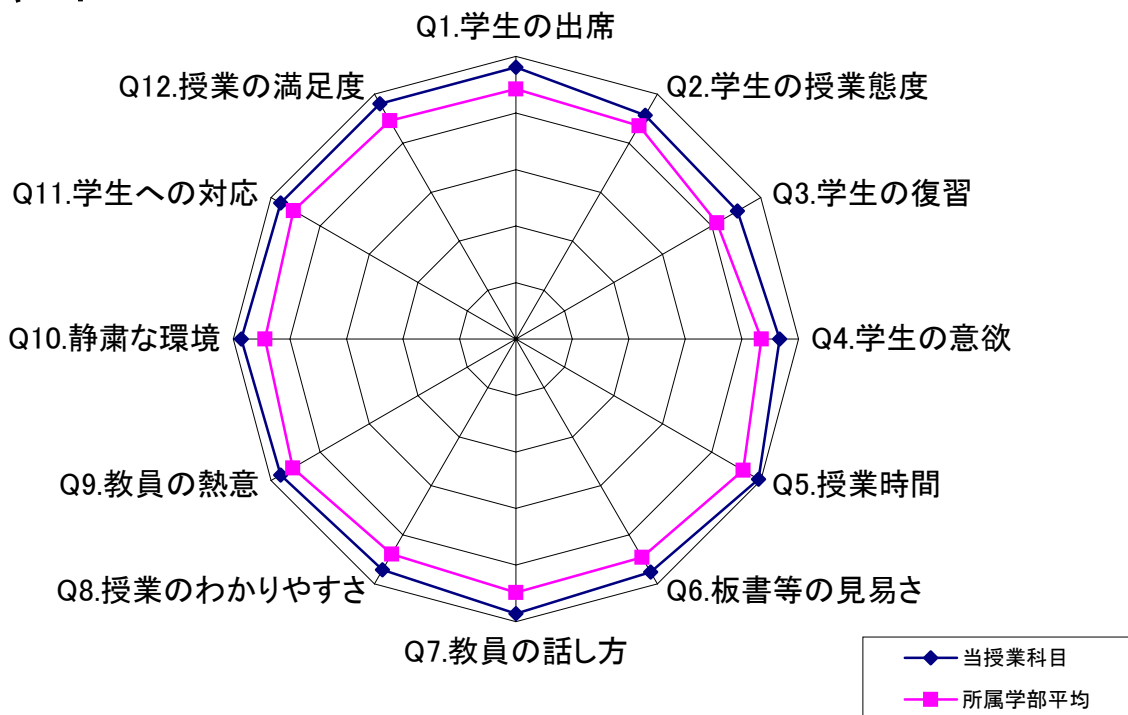 Q1.学生の出席
Q2.学生の授業態度
Q3.学生の復習
Q4.学生の意欲
Q5.授業時間
Q6.板書等の見易さ
Q7.教員の話し方
Q8.授業のわかりやすさ
Q9.教員の熱意
Q10.静粛な環境
Q11.学生への対応
Q12.授業の満足度
当授業科目
所属学部平均